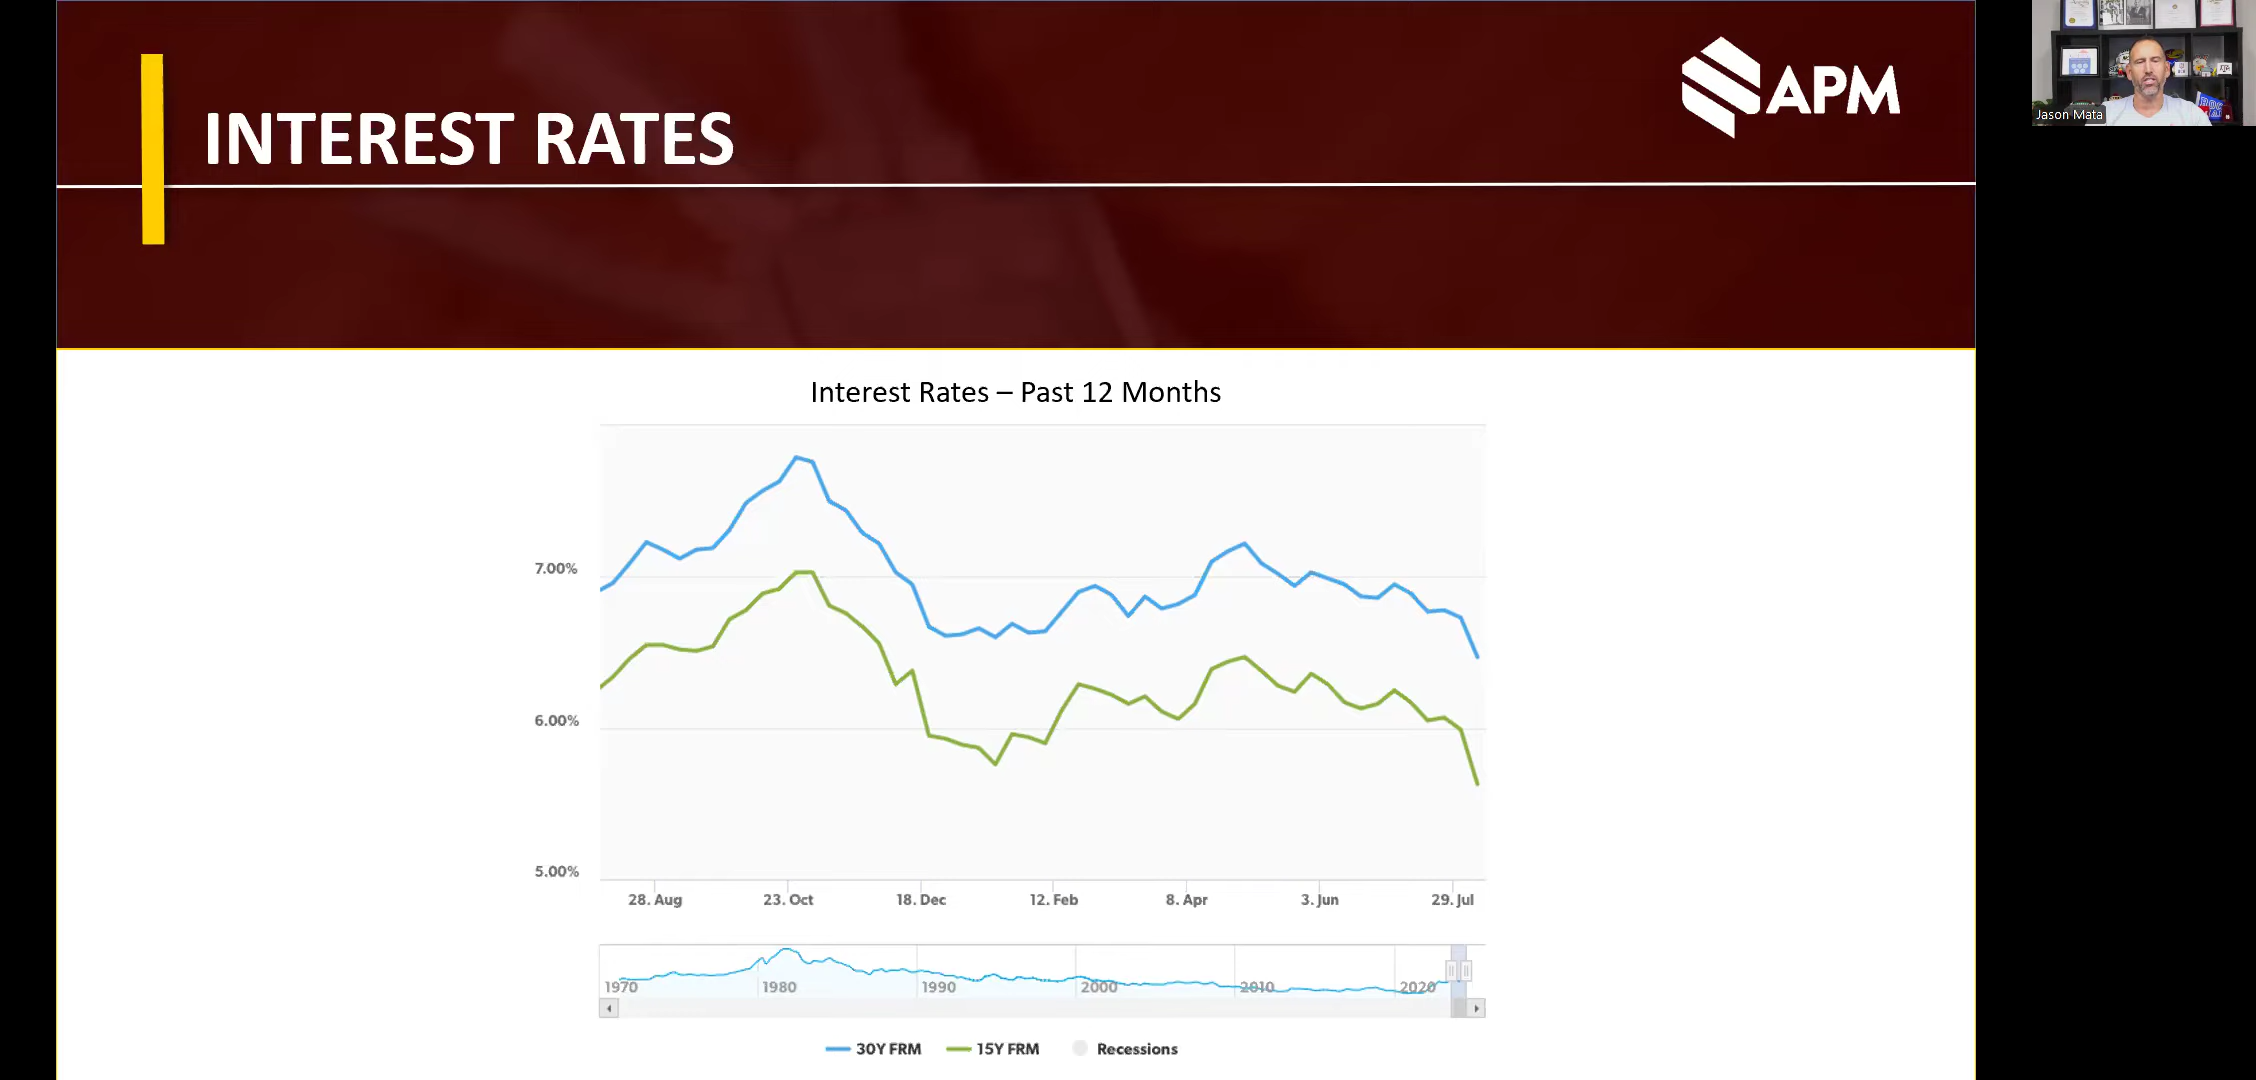 INTEREST RATES
APM
Jason Mata
Interest Rates – Past 12 Months
7.00%
6.00%
5.00%
28. Aug 23. Oct 18. Dec 12. Feb 8. Apr 3. Jun 29. Jul
1970 1980 1990 2000 2010 2020
30Y FRM 15Y FRM Recessions